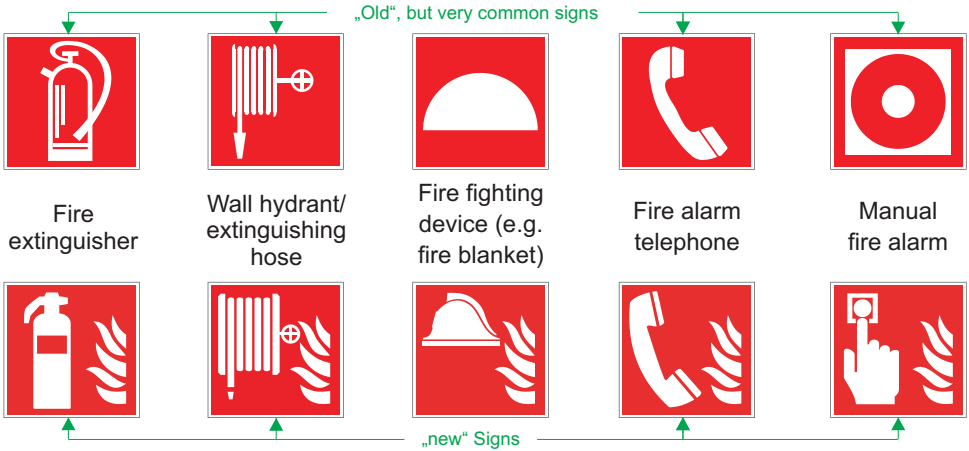 „Old“, but very common signs
Fire
extinguisher
Wall hydrant/
extinguishing
hose
Fire fighting
device (e.g.
fire blanket)
Fire alarm
telephone
Manual
fire alarm
„new“ Signs